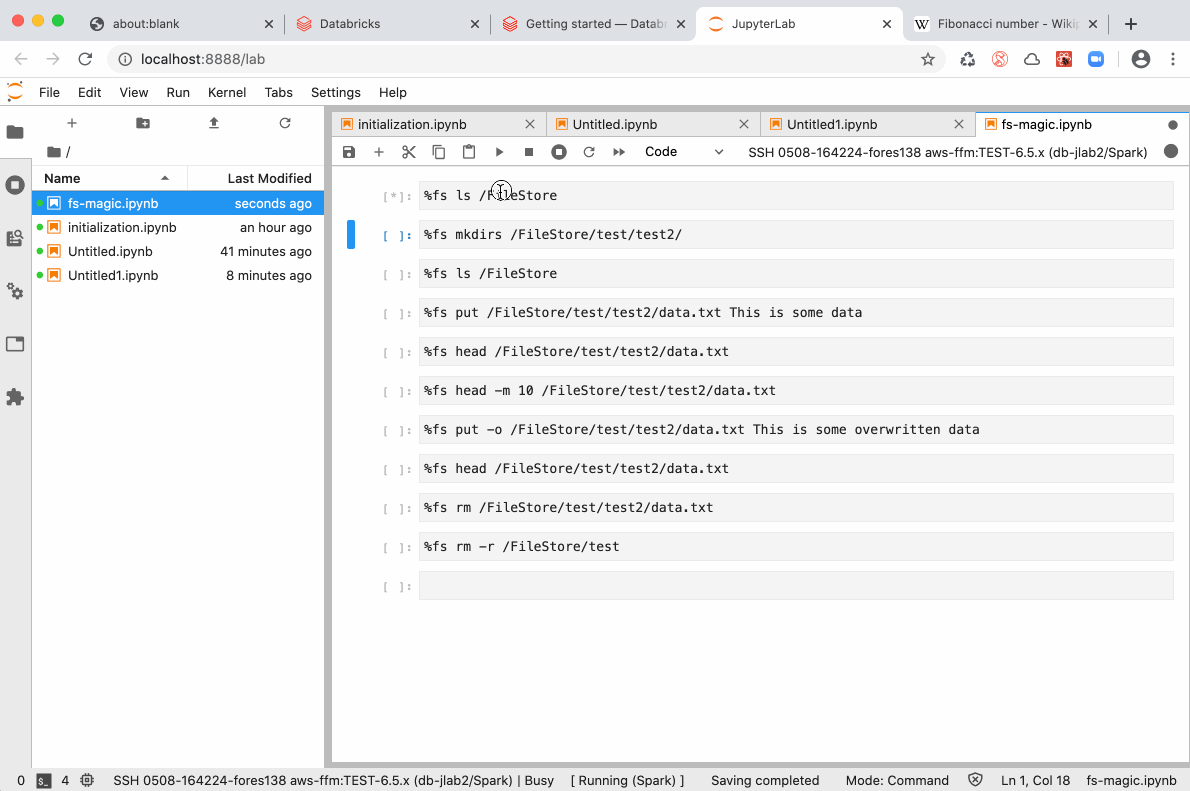 about:blank
Databricks
Getting started — Datab
JupyterLab
Fibonacci number - Wiki
localhost:8888/lab
File Edit View Run Kernel Tabs Settings Help
/
Name Last Modified
fs-magic.ipynb seconds ago
initialization.ipynb an hour ago
Untitled.ipynb 41 minutes ago
Untitled1.ipynb 8 minutes ago
initialization.ipynb
Untitled.ipynb
Untitled1.ipynb
fs-magic.ipynb
Code SSH 0508-164224-fores138 aws-ffm:TEST-6.5.x (db-jlab2/Spark)
[*]: %fs ls /FileStore
[ ]: %fs mkdirs /FileStore/test/test2/
[ ]: %fs ls /FileStore
[ ]: %fs put /FileStore/test/test2/data.txt This is some data
[ ]: %fs head /FileStore/test/test2/data.txt
[ ]: %fs head -m 10 /FileStore/test/test2/data.txt
[ ]: %fs put -o /FileStore/test/test2/data.txt This is some overwritten data
[ ]: %fs head /FileStore/test/test2/data.txt
[ ]: %fs rm /FileStore/test/test2/data.txt
[ ]: %fs rm -r /FileStore/test
[ ]:
0 $_ 4 SSH 0508-164224-fores138 aws-ffm:TEST-6.5.x (db-jlab2/Spark) | Busy [ Running (Spark) ] Saving completed Mode: Command Ln 1, Col 18 fs-magic.ipynb